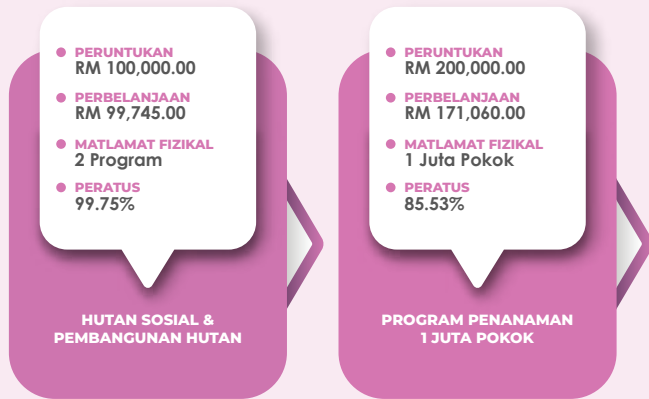 PERUNTUKAN
RM 100,000.00
PERBELANJAAN
RM 99,745.00
MATLAMAT FIZIKAL
2 Program
PERATUS
99.75%
HUTAN SOSIAL &
PEMBANGUNAN HUTAN
PERUNTUKAN
RM 200,000.00
PERBELANJAAN
RM 171,060.00
MATLAMAT FIZIKAL
1 Juta Pokok
PERATUS
85.53%
PROGRAM PENANAMAN
1 JUTA POKOK